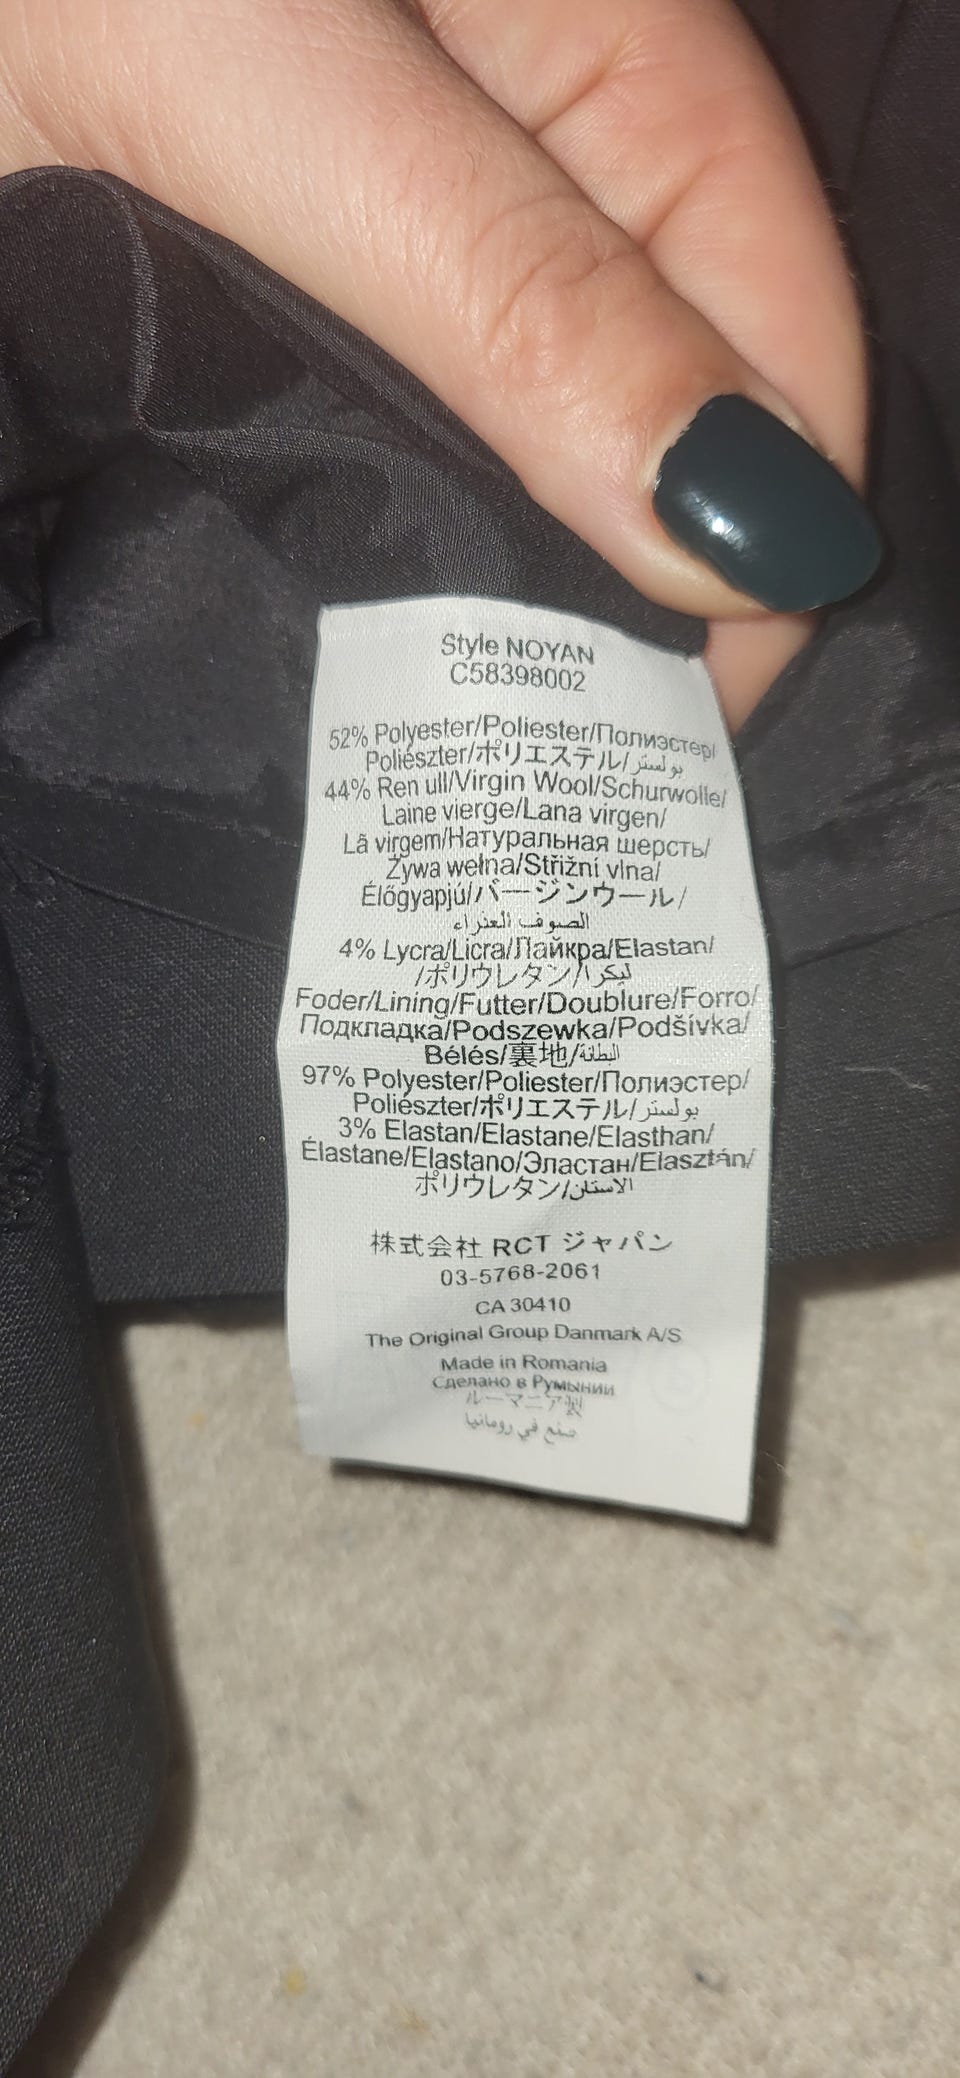 Style NOYAN
C58398002
52% Polyester/Poliester/Полиэстер/
Poliészter/ポリエステル/بولستر
44% Ren ull/Virgin Wool/Schurwolle/
Laine vierge/Lana virgen/
Lã virgem/Натуральная шерсть/
Żywa wełna/Střižní vlna/
Élőgyapjú/バージンウール/
الصوف العنراء
4% Lycra/Licra/Лайкра/Elastan/
/ポリウレタン/ليكرا
Foder/Lining/Futter/Doublure/Forro/
Подкладка/Podszewka/Podšívka/
Bélés/裏地/البطانة
97% Polyester/Poliester/Полиэстер/
Poliészter/ポリエステル/بولستر
3% Elastan/Elastane/Elasthan/
Élastane/Elastano/Эластан/Elasztán/
ポリウレタン/الاستان
株式会社 RCT ジャパン
03-5768-2061
CA 30410
The Original Group Danmark A/S
Made in Romania
Сделано в Румынии
ルーマニア製
صنع في رومانيا